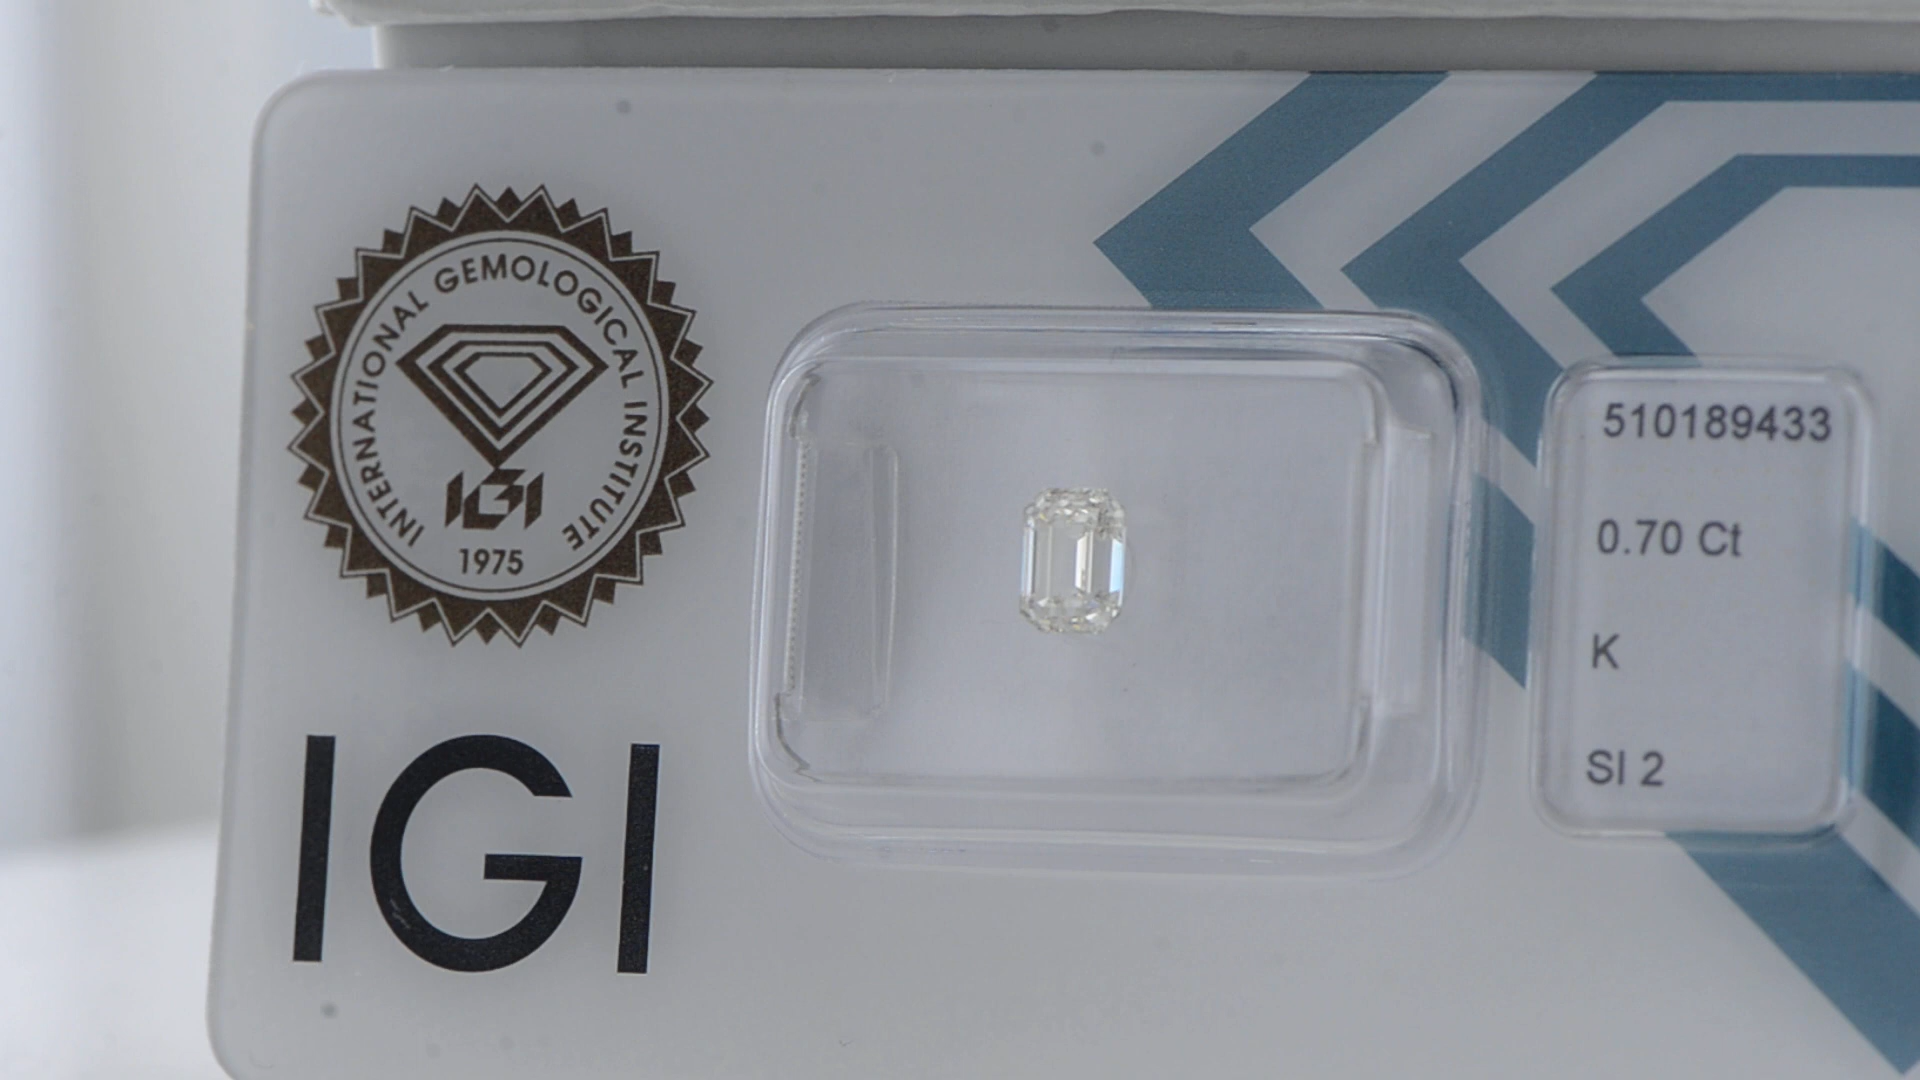 INTERNATIONAL GEMOLOGICAL INSTITUTE
IGI
1975
IGI
510189433
0.70 Ct
K
SI 2